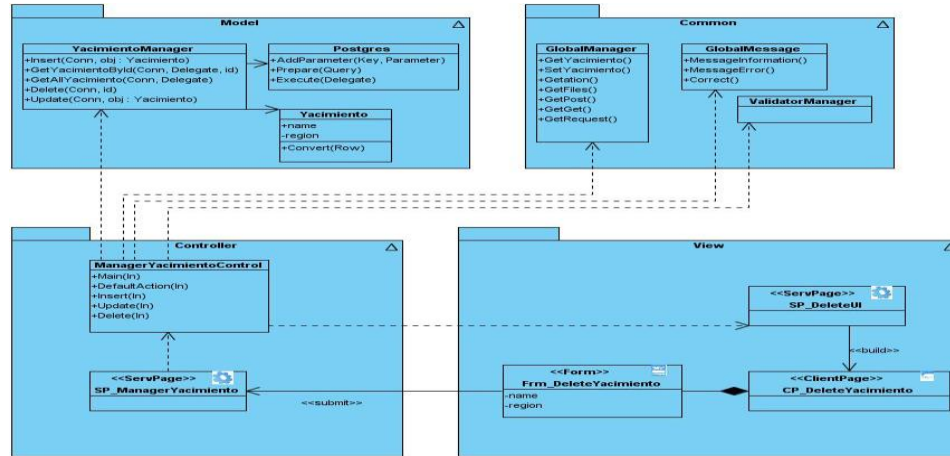 Model
YacimientoManager
+Insert(Conn, obj : Yacimiento)
+GetYacimientoById(Conn, Delegate, id)
+GetAllYacimiento(Conn, Delegate)
+Delete(Conn, id)
+Update(Conn, obj : Yacimiento)
Postgres
+AddParameter(Key, Parameter)
+Prepare(Query)
+Execute(Delegate)
Yacimiento
+name
-region
+Convert(Row)
Common
GlobalManager
+GetYacimiento()
+SetYacimiento()
+Getation()
+GetFiles()
+GetPost()
+GetGet()
+GetRequest()
GlobalMessage
+MessageInformation()
+MessageError()
+Correct()
ValidatorManager
Controller
ManagerYacimientoControl
+Main(In)
+DefaultAction(In)
+Insert(In)
+Update(In)
+Delete(In)
<<ServPage>>
SP_ManagerYacimiento
<<submit>>
View
<<ServPage>>
SP_DeleteUI
<<build>>
<<Form>>
Frm_DeleteYacimiento
-name
-region
<<ClientPage>>
CP_DeleteYacimiento